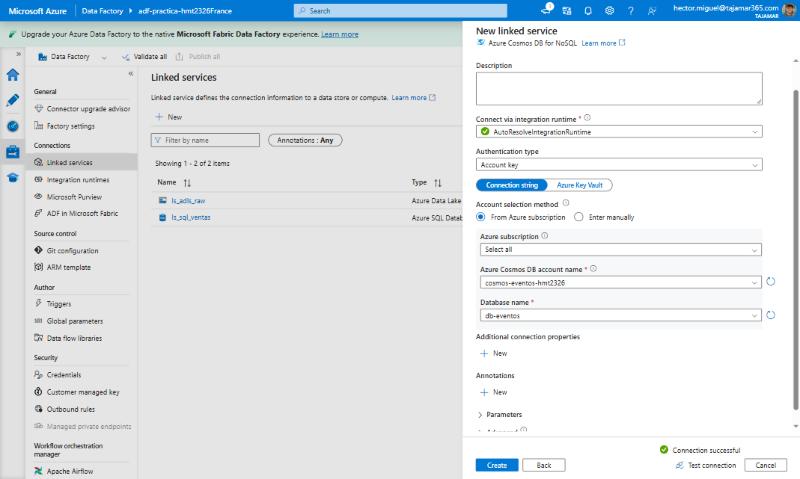 Microsoft Azure
Data Factory
adf-practica-hmt2326France
Search
1
hector.miguel@tajamar365.com
TAJAMAR
Upgrade your Azure Data Factory to the native Microsoft Fabric Data Factory experience. Learn more
Data Factory
Validate all
Publish all
General
Connector upgrade advisor
Factory settings
Connections
Linked services
Integration runtimes
Microsoft Purview
ADF in Microsoft Fabric
Source control
Git configuration
ARM template
Author
Triggers
Global parameters
Data flow libraries
Security
Credentials
Customer managed key
Outbound rules
Managed private endpoints
Workflow orchestration
manager
Apache Airflow
Linked services
Linked service defines the connection information to a data store or compute. Learn more
New
Filter by name
Annotations : Any
Showing 1 - 2 of 2 items
Name
Type
ls_adls_raw
Azure Data Lake
ls_sql_ventas
Azure SQL Datab
New linked service
Azure Cosmos DB for NoSQL Learn more
Description
Connect via integration runtime *
AutoResolveIntegrationRuntime
Authentication type
Account key
Connection string
Azure Key Vault
Account selection method
From Azure subscription
Enter manually
Azure subscription
Select all
Azure Cosmos DB account name *
cosmos-eventos-hmt2326
Database name *
db-eventos
Additional connection properties
New
Annotations
New
Parameters
Connection successful
Create
Back
Test connection
Cancel